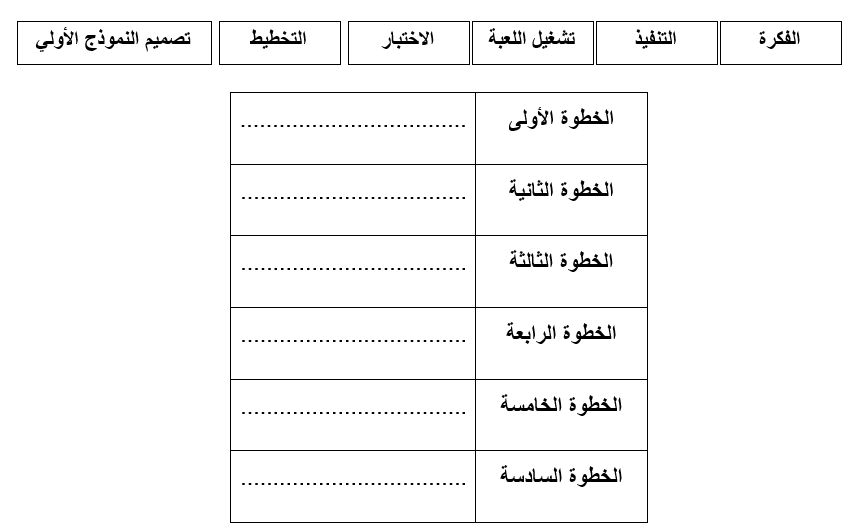 الفكرة
التنفيذ
تشغيل اللعبة
الاختبار
التخطيط
تصميم النموذج الأولي
الخطوة الأولى ...................................
الخطوة الثانية ...................................
الخطوة الثالثة ...................................
الخطوة الرابعة ...................................
الخطوة الخامسة ...................................
الخطوة السادسة ...................................